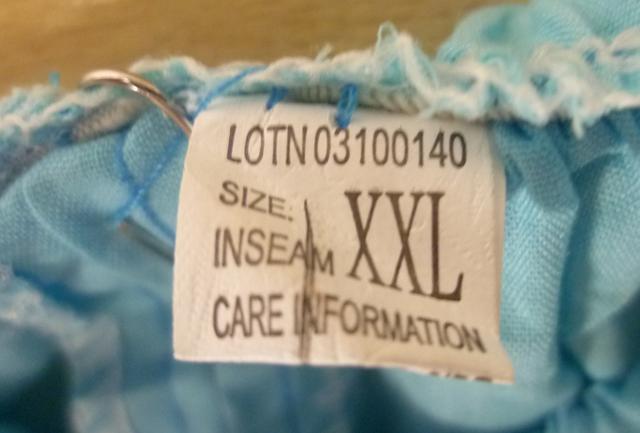 LOTN03100140
SIZE: XXL
INSEAM
CARE INFORMATION